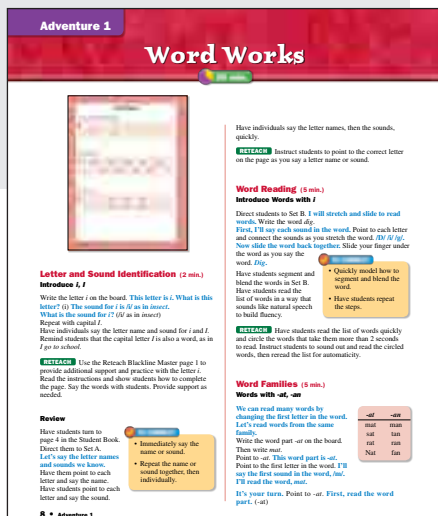 Adventure 1
Word Works
Letter and Sound Identification (2 min.)
Introduce i, I
Write the letter i on the board. This letter is i. What is this
letter? (i) The sound for i is /i/ as in insect.
What is the sound for i? (/i/ as in insect)
Repeat with capital I.
Have individuals say the letter name and sound for i and I.
Remind students that the capital letter I is also a word, as in
I go to school.
RETEACH Use the Reteach Blackline Master page 1 to
provide additional support and practice with the letter i.
Read the instructions and show students how to complete
the page. Say the words with students. Provide support as
needed.
Review
Have students turn to
page 4 in the Student Book.
Direct them to Set A.
Let's say the letter names
and sounds we know.
Have them point to each
letter and say the name.
Have students point to each
letter and say the sound.
• Immediately say the
name or sound.
• Repeat the name or
sound together, then
individually.
8 • Adventure 1
Have individuals say the letter names, then the sounds,
quickly.
RETEACH Instruct students to point to the correct letter
on the page as you say a letter name or sound.
Word Reading (5 min.)
Introduce Words with i
Direct students to Set B. I will stretch and slide to read
words. Write the word dig.
First, I'll say each sound in the word. Point to each letter
and connect the sounds as you stretch the word. /D/ /i/ /g/.
Now slide the word back together. Slide your finger under
the word as you say the
word. Dig.
Have students segment and
blend the words in Set B.
Have students read the
list of words in a way that
sounds like natural speech
to build fluency.
• Quickly model how to
segment and blend the
word.
• Have students repeat
the steps.
RETEACH Have students read the list of words quickly
and circle the words that take them more than 2 seconds
to read. Instruct students to sound out and read the circled
words, then reread the list for automaticity.
Word Families (5 min.)
Words with -at, -an
We can read many words by
changing the first letter in the word.
Let's read words from the same
family.
Write the word part -at on the board.
Then write mat.
Point to -at. This word part is -at.
Point to the first letter in the word. I'll
say the first sound in the word, /m/.
I'll read the word, mat.
It's your turn. Point to -at. First, read the word
part. (-at)
-at -an
mat man
sat tan
rat ran
Nat fan